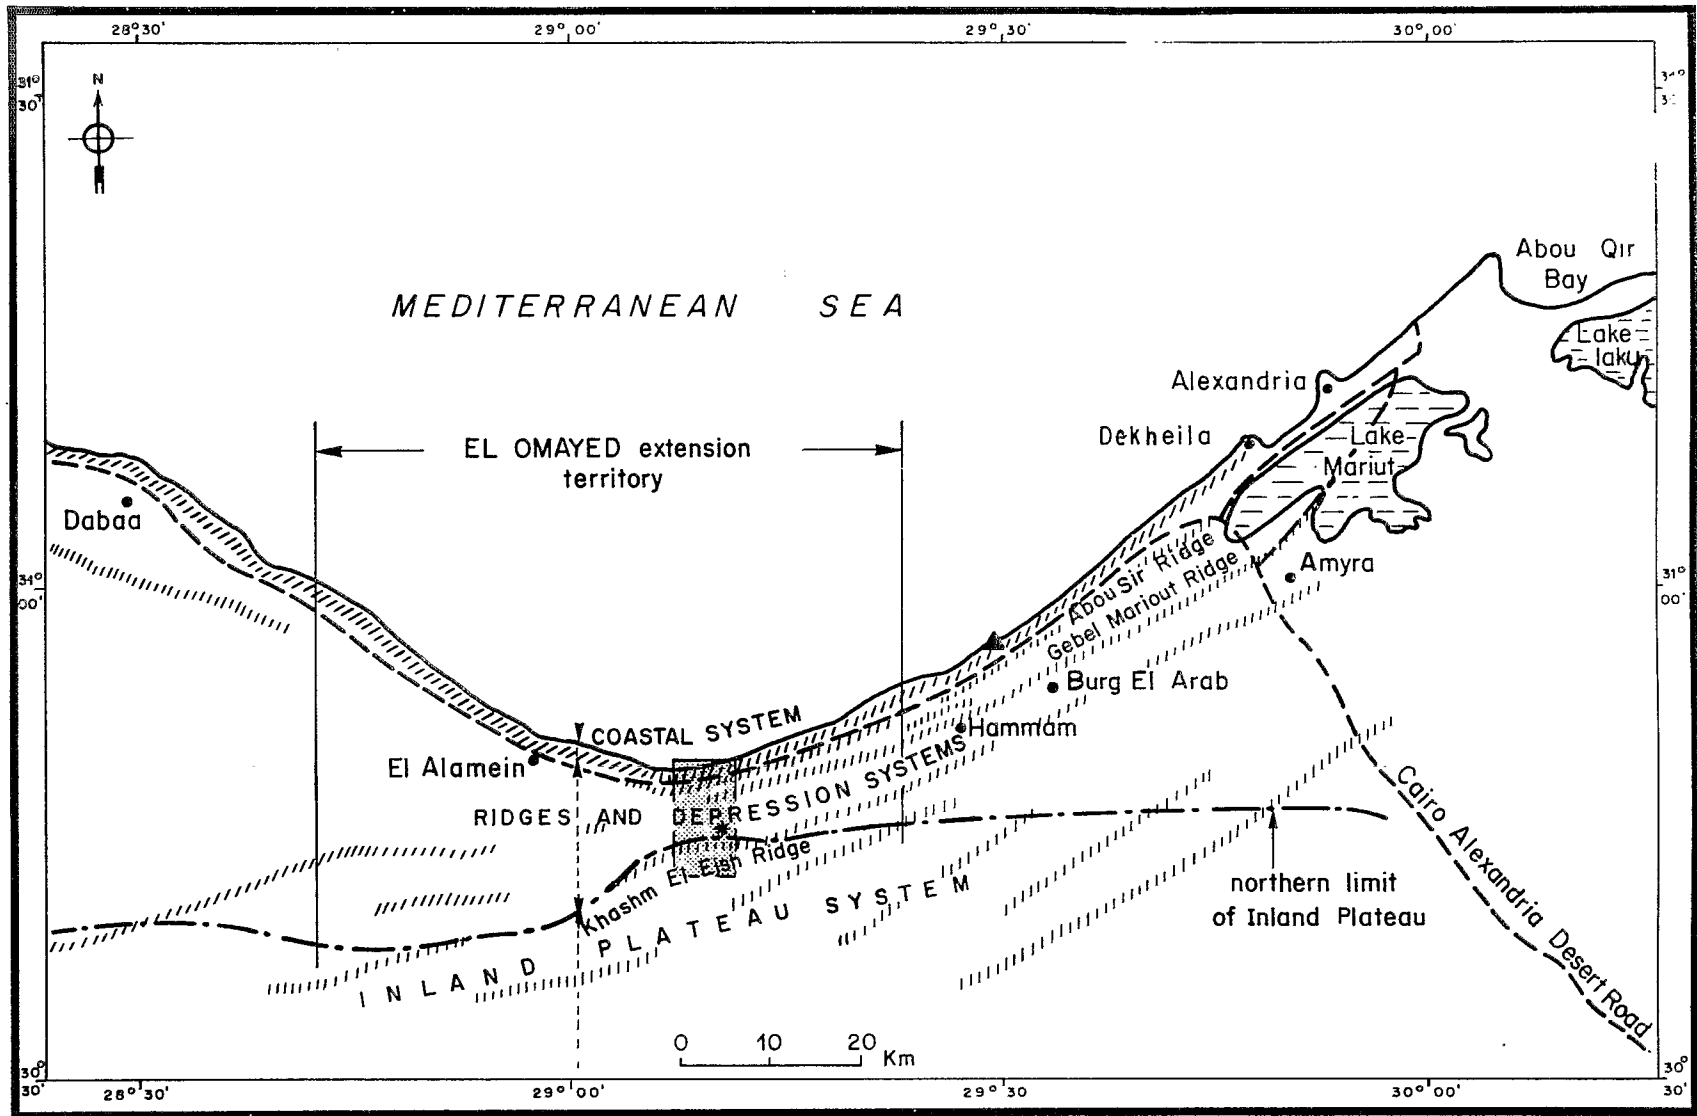 28°30'
29°00'
29°30'
30°00'
31°
30'
N
31°
Abou Qir
Bay
MEDITERRANEAN SEA
Lake
Alexandria
EL OMAYED extension
territory
Dekheila
Lake
Mariut
Dabaa
Abou Sir Ridge
Gebel Mariout Ridge
Amyra
31°
00'
31°
00'
Burg El Arab
COASTAL SYSTEM
Hammam
El Alamein
RIDGES AND DEPRESSION SYSTEMS
Khashm El-Eish Ridge
INLAND PLATEAU SYSTEM
northern limit
of Inland Plateau
Cairo Alexandria Desert Road
0 10 20
Km
30°
30'
30°
30'
28°30'
29°00'
29°30'
30°00'